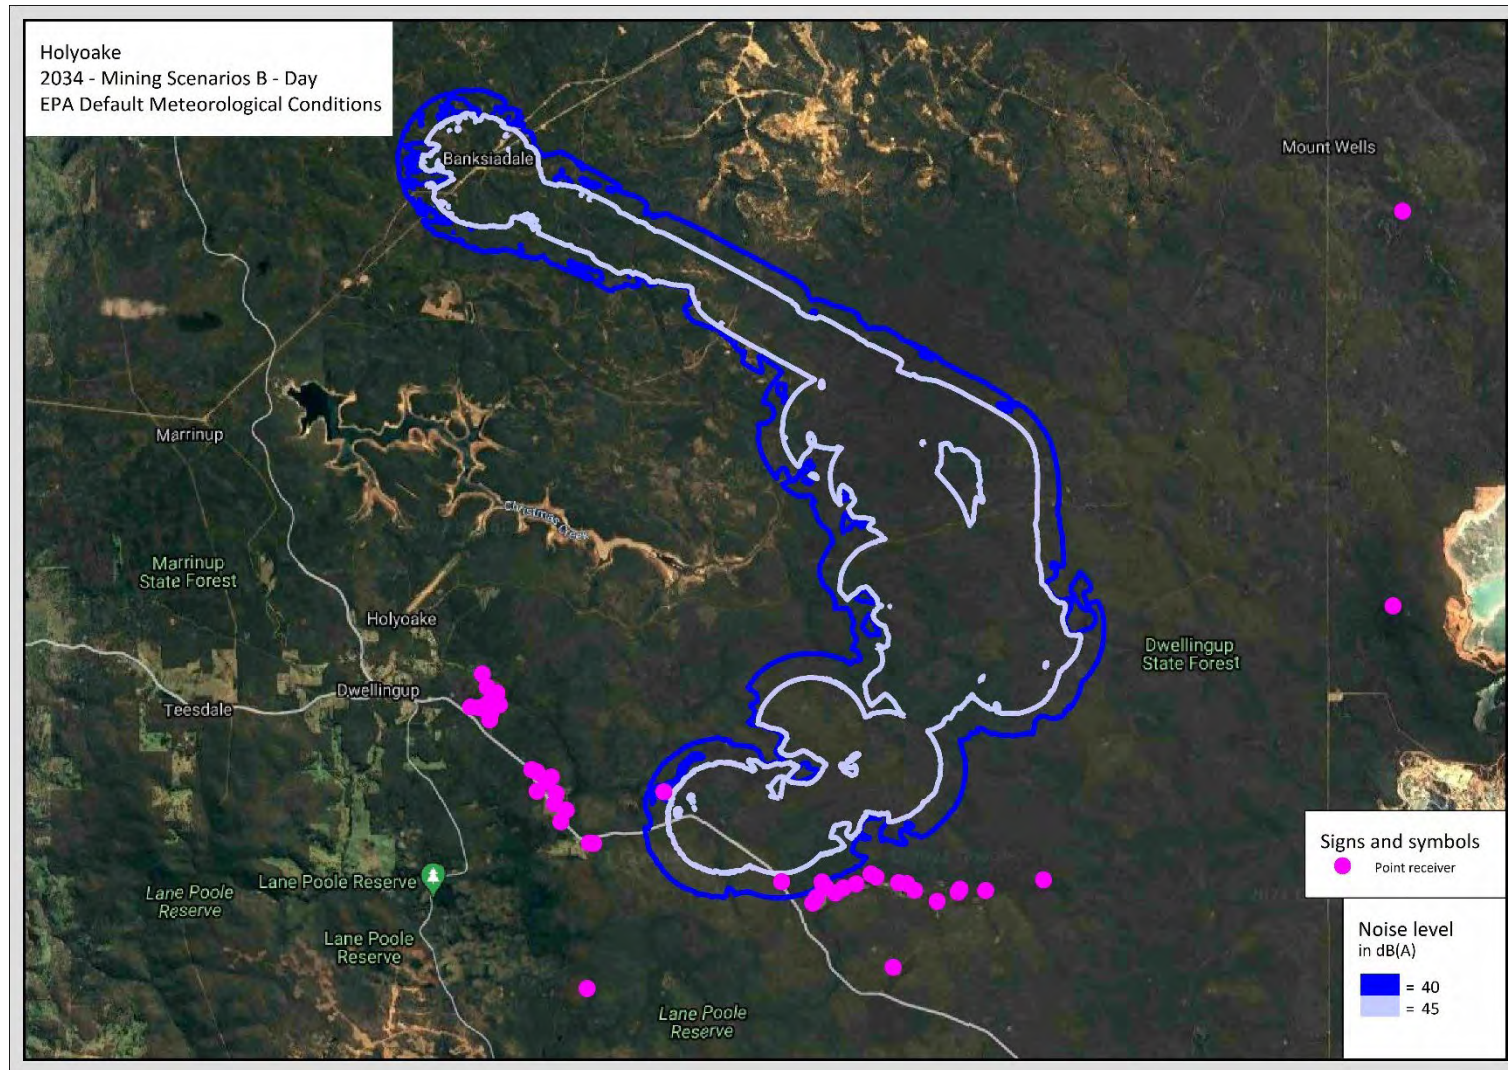 Holyoake
2034 - Mining Scenarios B - Day
EPA Default Meteorological Conditions
Banksiadale
Mount Wells
Marrinup
Christmas Creek
Marrinup
State Forest
Holyoake
Dwellingup
State Forest
Dwellingup
Teesdale
Lane Poole Reserve
Lane Poole
Reserve
Lane Poole
Reserve
Lane Poole
Reserve
Signs and symbols
Point receiver
Noise level
in dB(A)
= 40
= 45